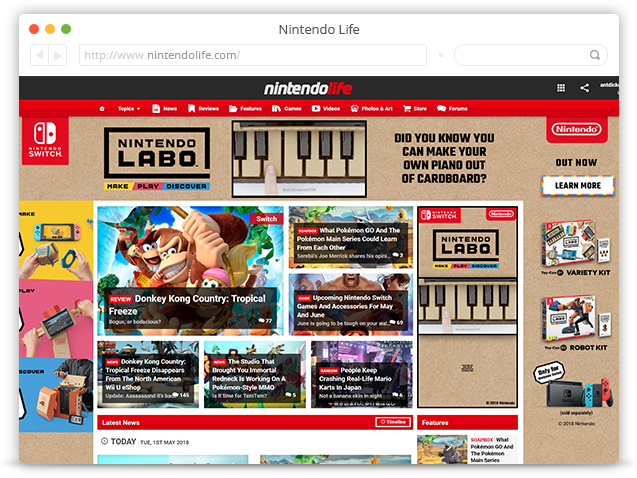 Nintendo Life
http://www.nintendolife.com/
nintendolife
antdicke
Topics
News
Reviews
Features
Games
Videos
Photos & Art
Store
Forums
NINTENDO
SWITCH
NINTENDO
LABO
MAKE / PLAY / DISCOVER
DID YOU KNOW YOU
CAN MAKE YOUR
OWN PIANO OUT
OF CARDBOARD?
Nintendo
OUT NOW
LEARN MORE
MAKE
PLAY
DISCOVER
Switch
REVIEW Donkey Kong Country: Tropical
Freeze
Bogus, or bodacious?
77
SOAPBOX What Pokémon GO And The
Pokémon Main Series Could Learn
From Each Other
Serebii's Joe Merrick shares his opini...
3
GUIDE Upcoming Nintendo Switch
Games And Accessories For May
And June
June is going to be tough on your wal...
69
NEWS Donkey Kong Country:
Tropical Freeze Disappears
From The North American
Wii U eShop
Update: Aaaaaaand it's bac...
145
NEWS The Studio That
Brought You Immortal
Redneck Is Working On A
Pokémon-Style MMO
Is it time for TemTem?
5
RANDOM People Keep
Crashing Real-Life Mario
Karts In Japan
Not a banana skin in sight
6
NINTENDO
SWITCH
Nintendo
NINTENDO
LABO
MAKE / PLAY / DISCOVER
© 2018 Nintendo
NINTENDO
LABO
Toy-Con VARIETY KIT
Toy-Con ROBOT KIT
Only for
Nintendo Switch
(sold separately)
© 2018 Nintendo
Latest News
Timeline
TODAY TUE, 1ST MAY 2018
Features
SOAPBOX What
Pokémon GO
And The
Pokémon
Main Series